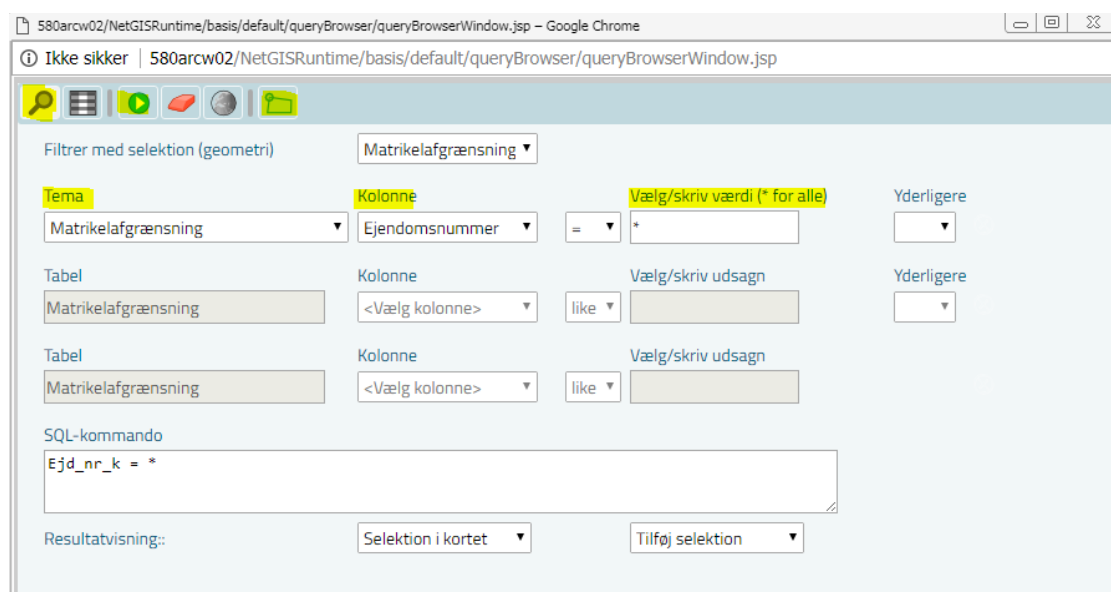 580arcw02/NetGISRuntime/basis/default/queryBrowser/queryBrowserWindow.jsp – Google Chrome
Ikke sikker | 580arcw02/NetGISRuntime/basis/default/queryBrowser/queryBrowserWindow.jsp
Filtrer med selektion (geometri) Matrikelafgrænsning
Tema Kolonne Vælg/skriv værdi (* for alle) Yderligere
Matrikelafgrænsning Ejendomsnummer = *
Tabel Kolonne Vælg/skriv udsagn Yderligere
Matrikelafgrænsning <Vælg kolonne> like
Tabel Kolonne Vælg/skriv udsagn
Matrikelafgrænsning <Vælg kolonne> like
SQL-kommando
Ejd_nr_k = *
Resultatvisning:: Selektion i kortet Tilføj selektion